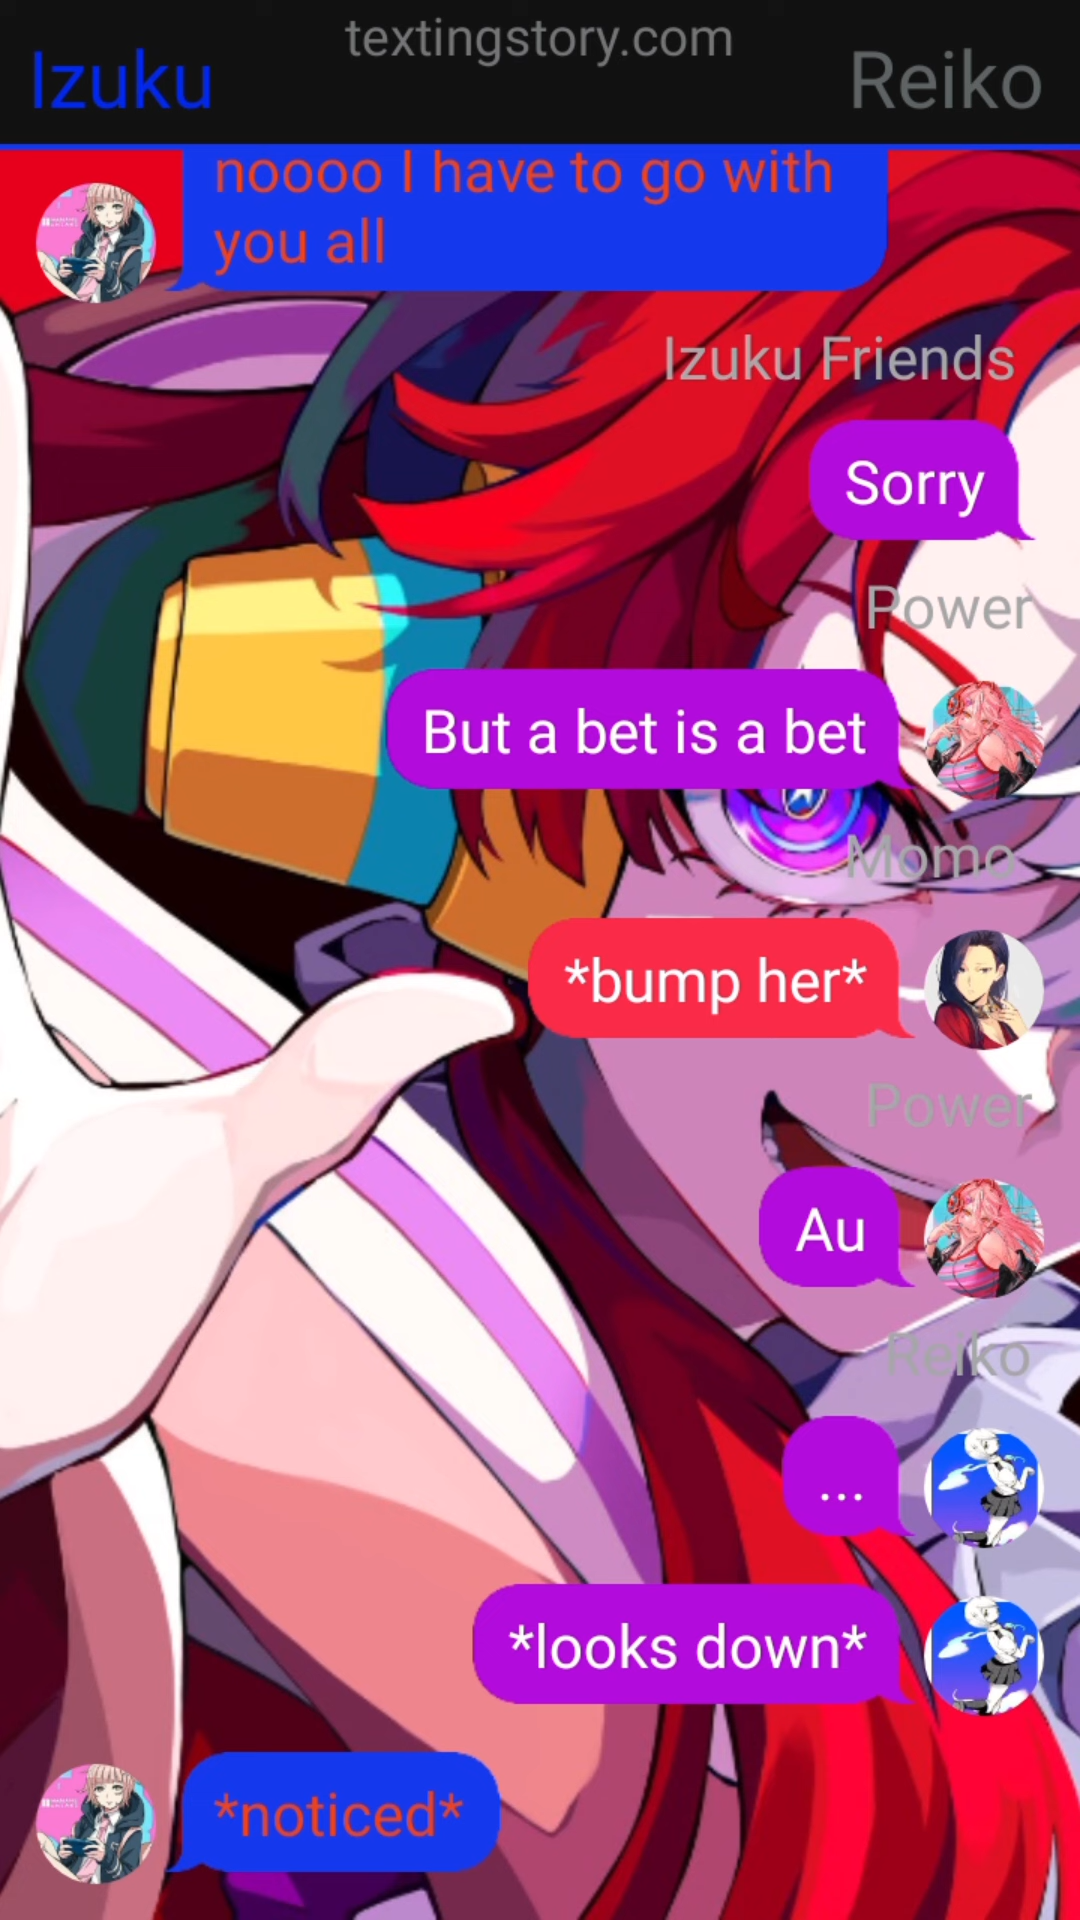 textingstory.com
Izuku
Reiko
noooo I have to go with
you all
Izuku Friends
Sorry
Power
But a bet is a bet
Momo
*bump her*
Power
Au
Reiko
...
*looks down*
*noticed*